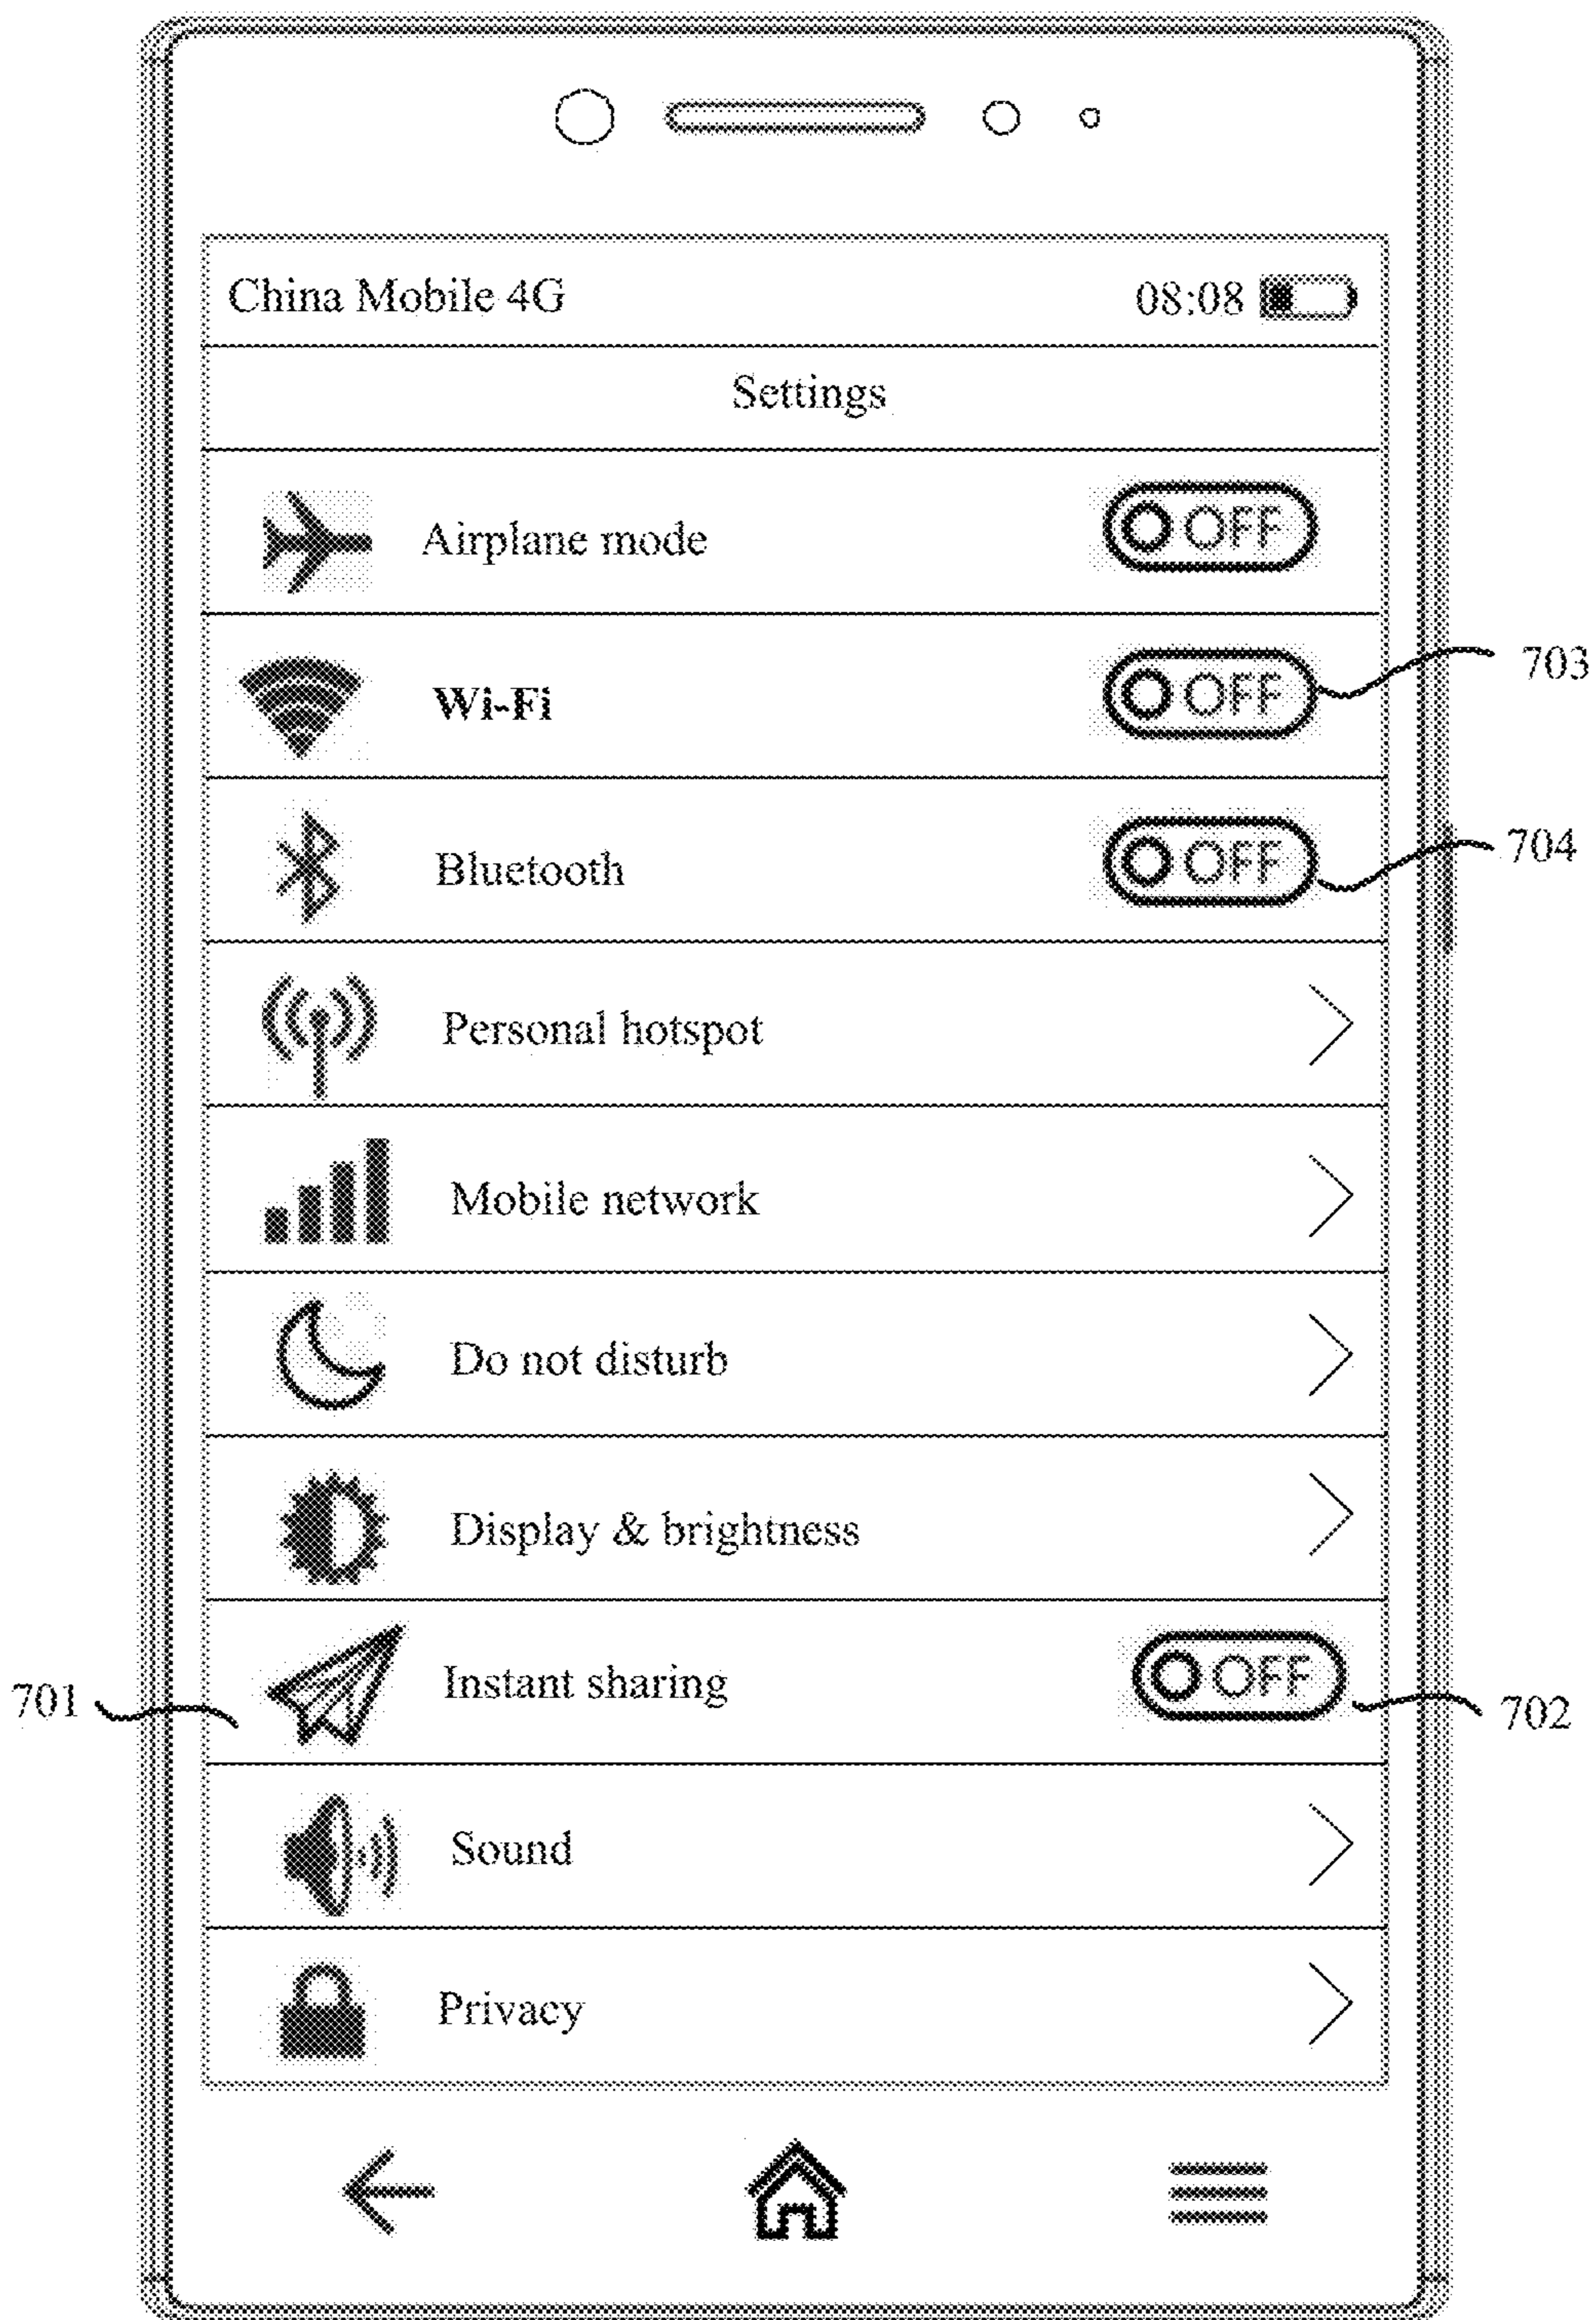 China Mobile 4G 08:08
Settings
Airplane mode OFF
Wi-Fi OFF 703
Bluetooth OFF 704
Personal hotspot
Mobile network
Do not disturb
Display & brightness
701 Instant sharing OFF 702
Sound
Privacy